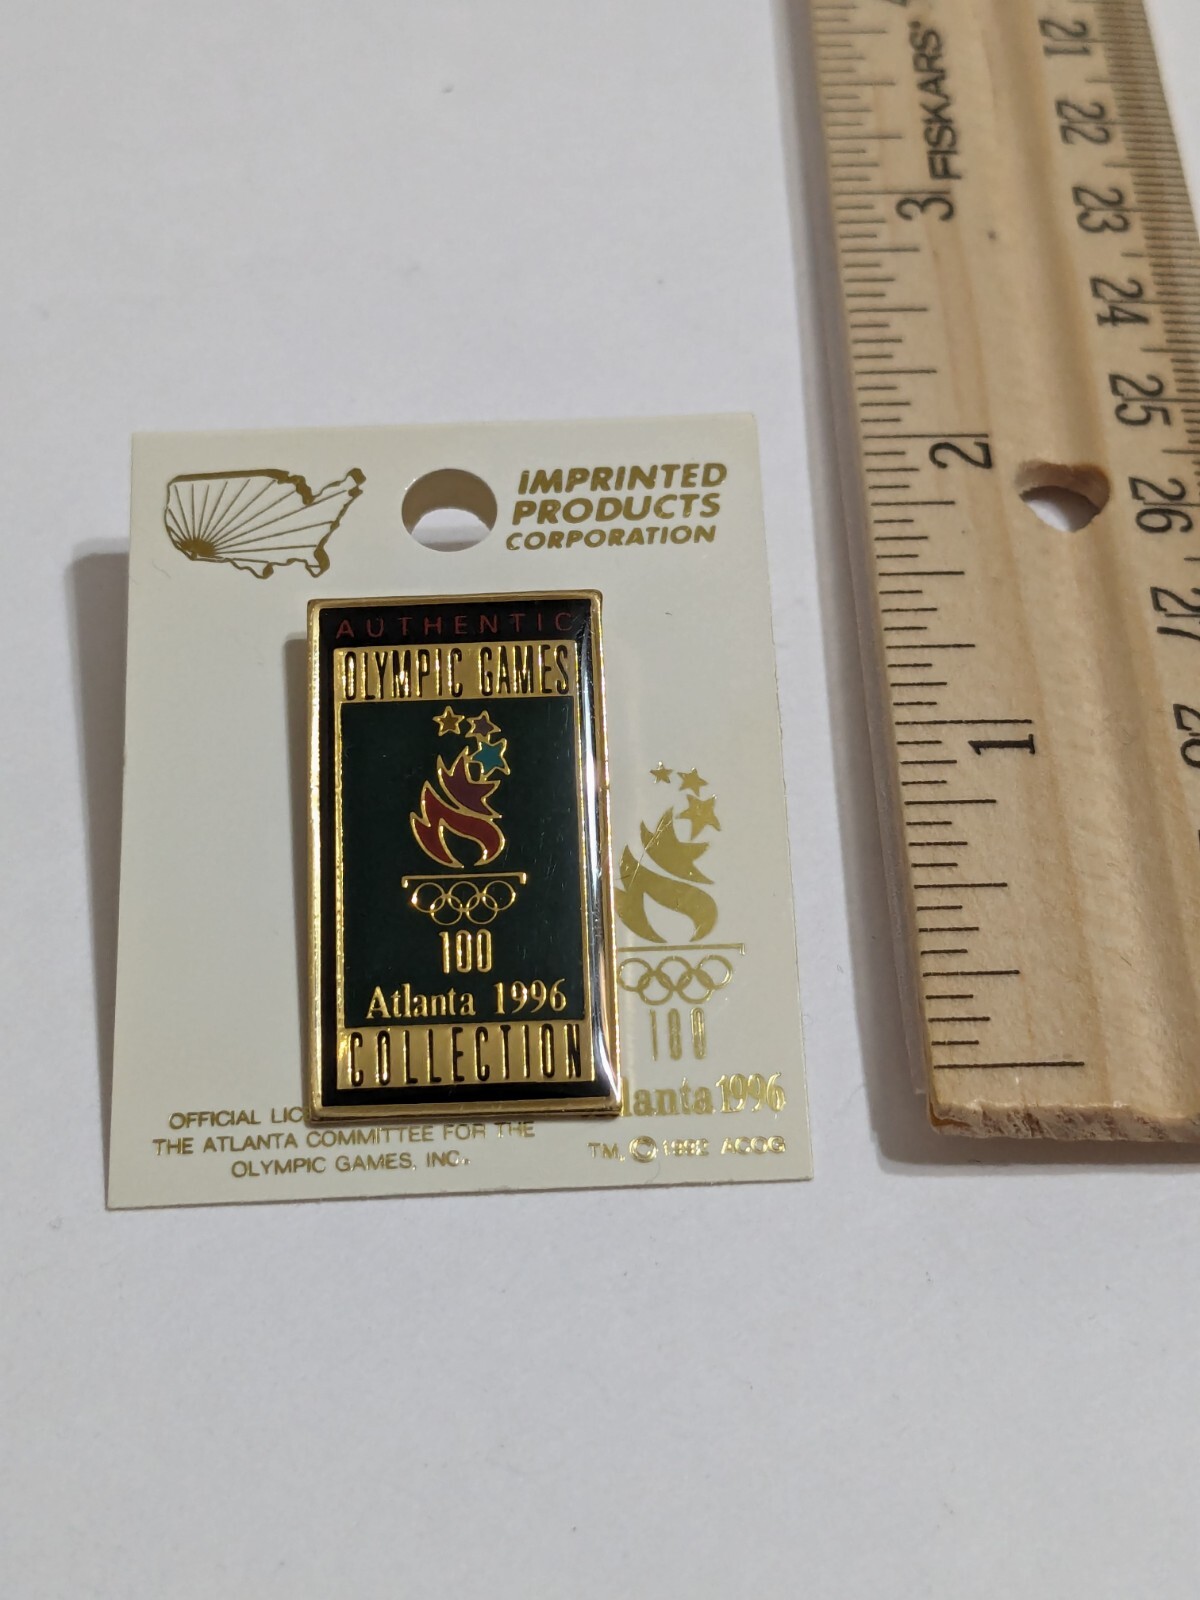 IMPRINTED
PRODUCTS
CORPORATION
AUTHENTIC
OLYMPIC GAMES
100
Atlanta 1996
COLLECTION
100
lanta 1996
OFFICIAL LIC
THE ATLANTA COMMITTEE FOR THE
OLYMPIC GAMES, INC.
TM, © 1992 ACOG
FISKARS
3
2
1
21
22
23
24
25
26
27